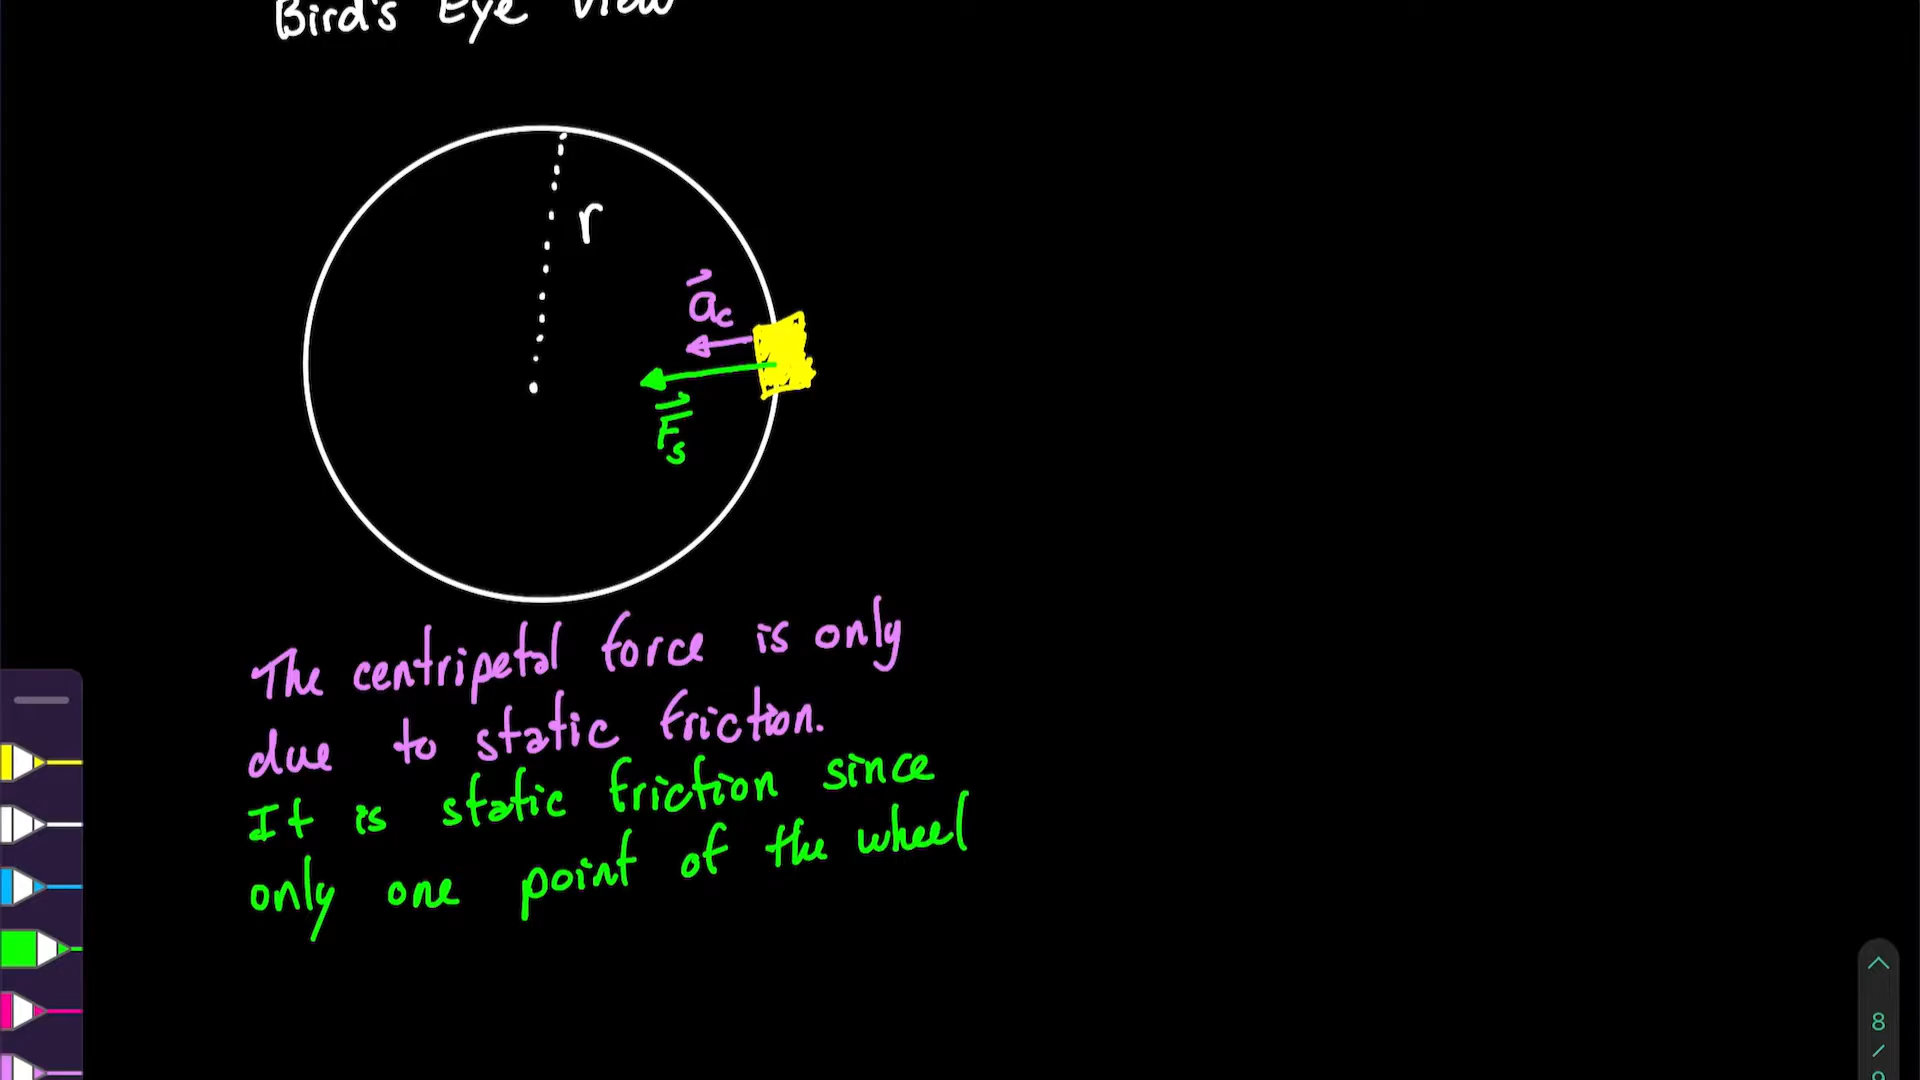 Bird's Eye View
r
a⃗c
F⃗s
The centripetal force is only
due to static friction.
It is static friction since
only one point of the wheel
8
/